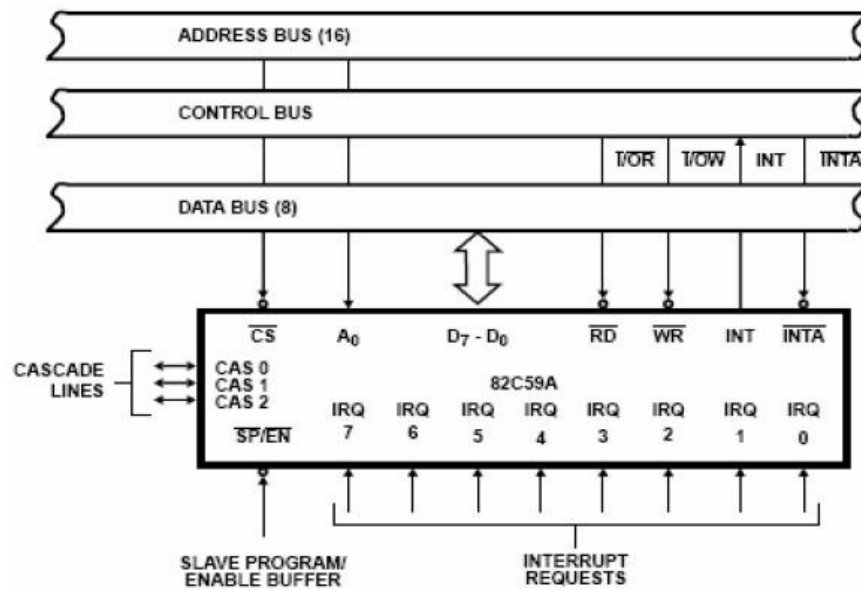 ADDRESS BUS (16)
CONTROL BUS
I/OR I/OW INT INTA
DATA BUS (8)
CS A0 D7 - D0 RD WR INT INTA
CASCADE
LINES
CAS 0
CAS 1
CAS 2
82C59A
IRQ IRQ IRQ IRQ IRQ IRQ IRQ IRQ
7 6 5 4 3 2 1 0
SP/EN
SLAVE PROGRAM/
ENABLE BUFFER
INTERRUPT
REQUESTS